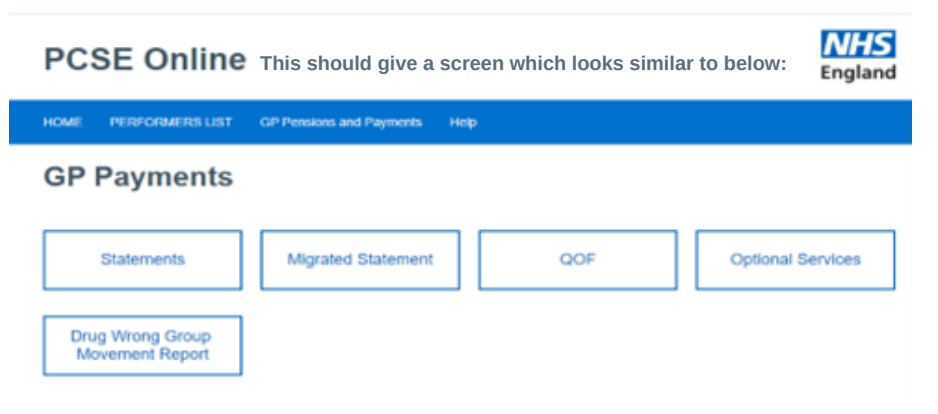 PCSE Online This should give a screen which looks similar to below:
NHS
England
HOME PERFORMERS LIST GP Pensions and Payments Help
GP Payments
Statements Migrated Statement QOF Optional Services
Drug Wrong Group
Movement Report